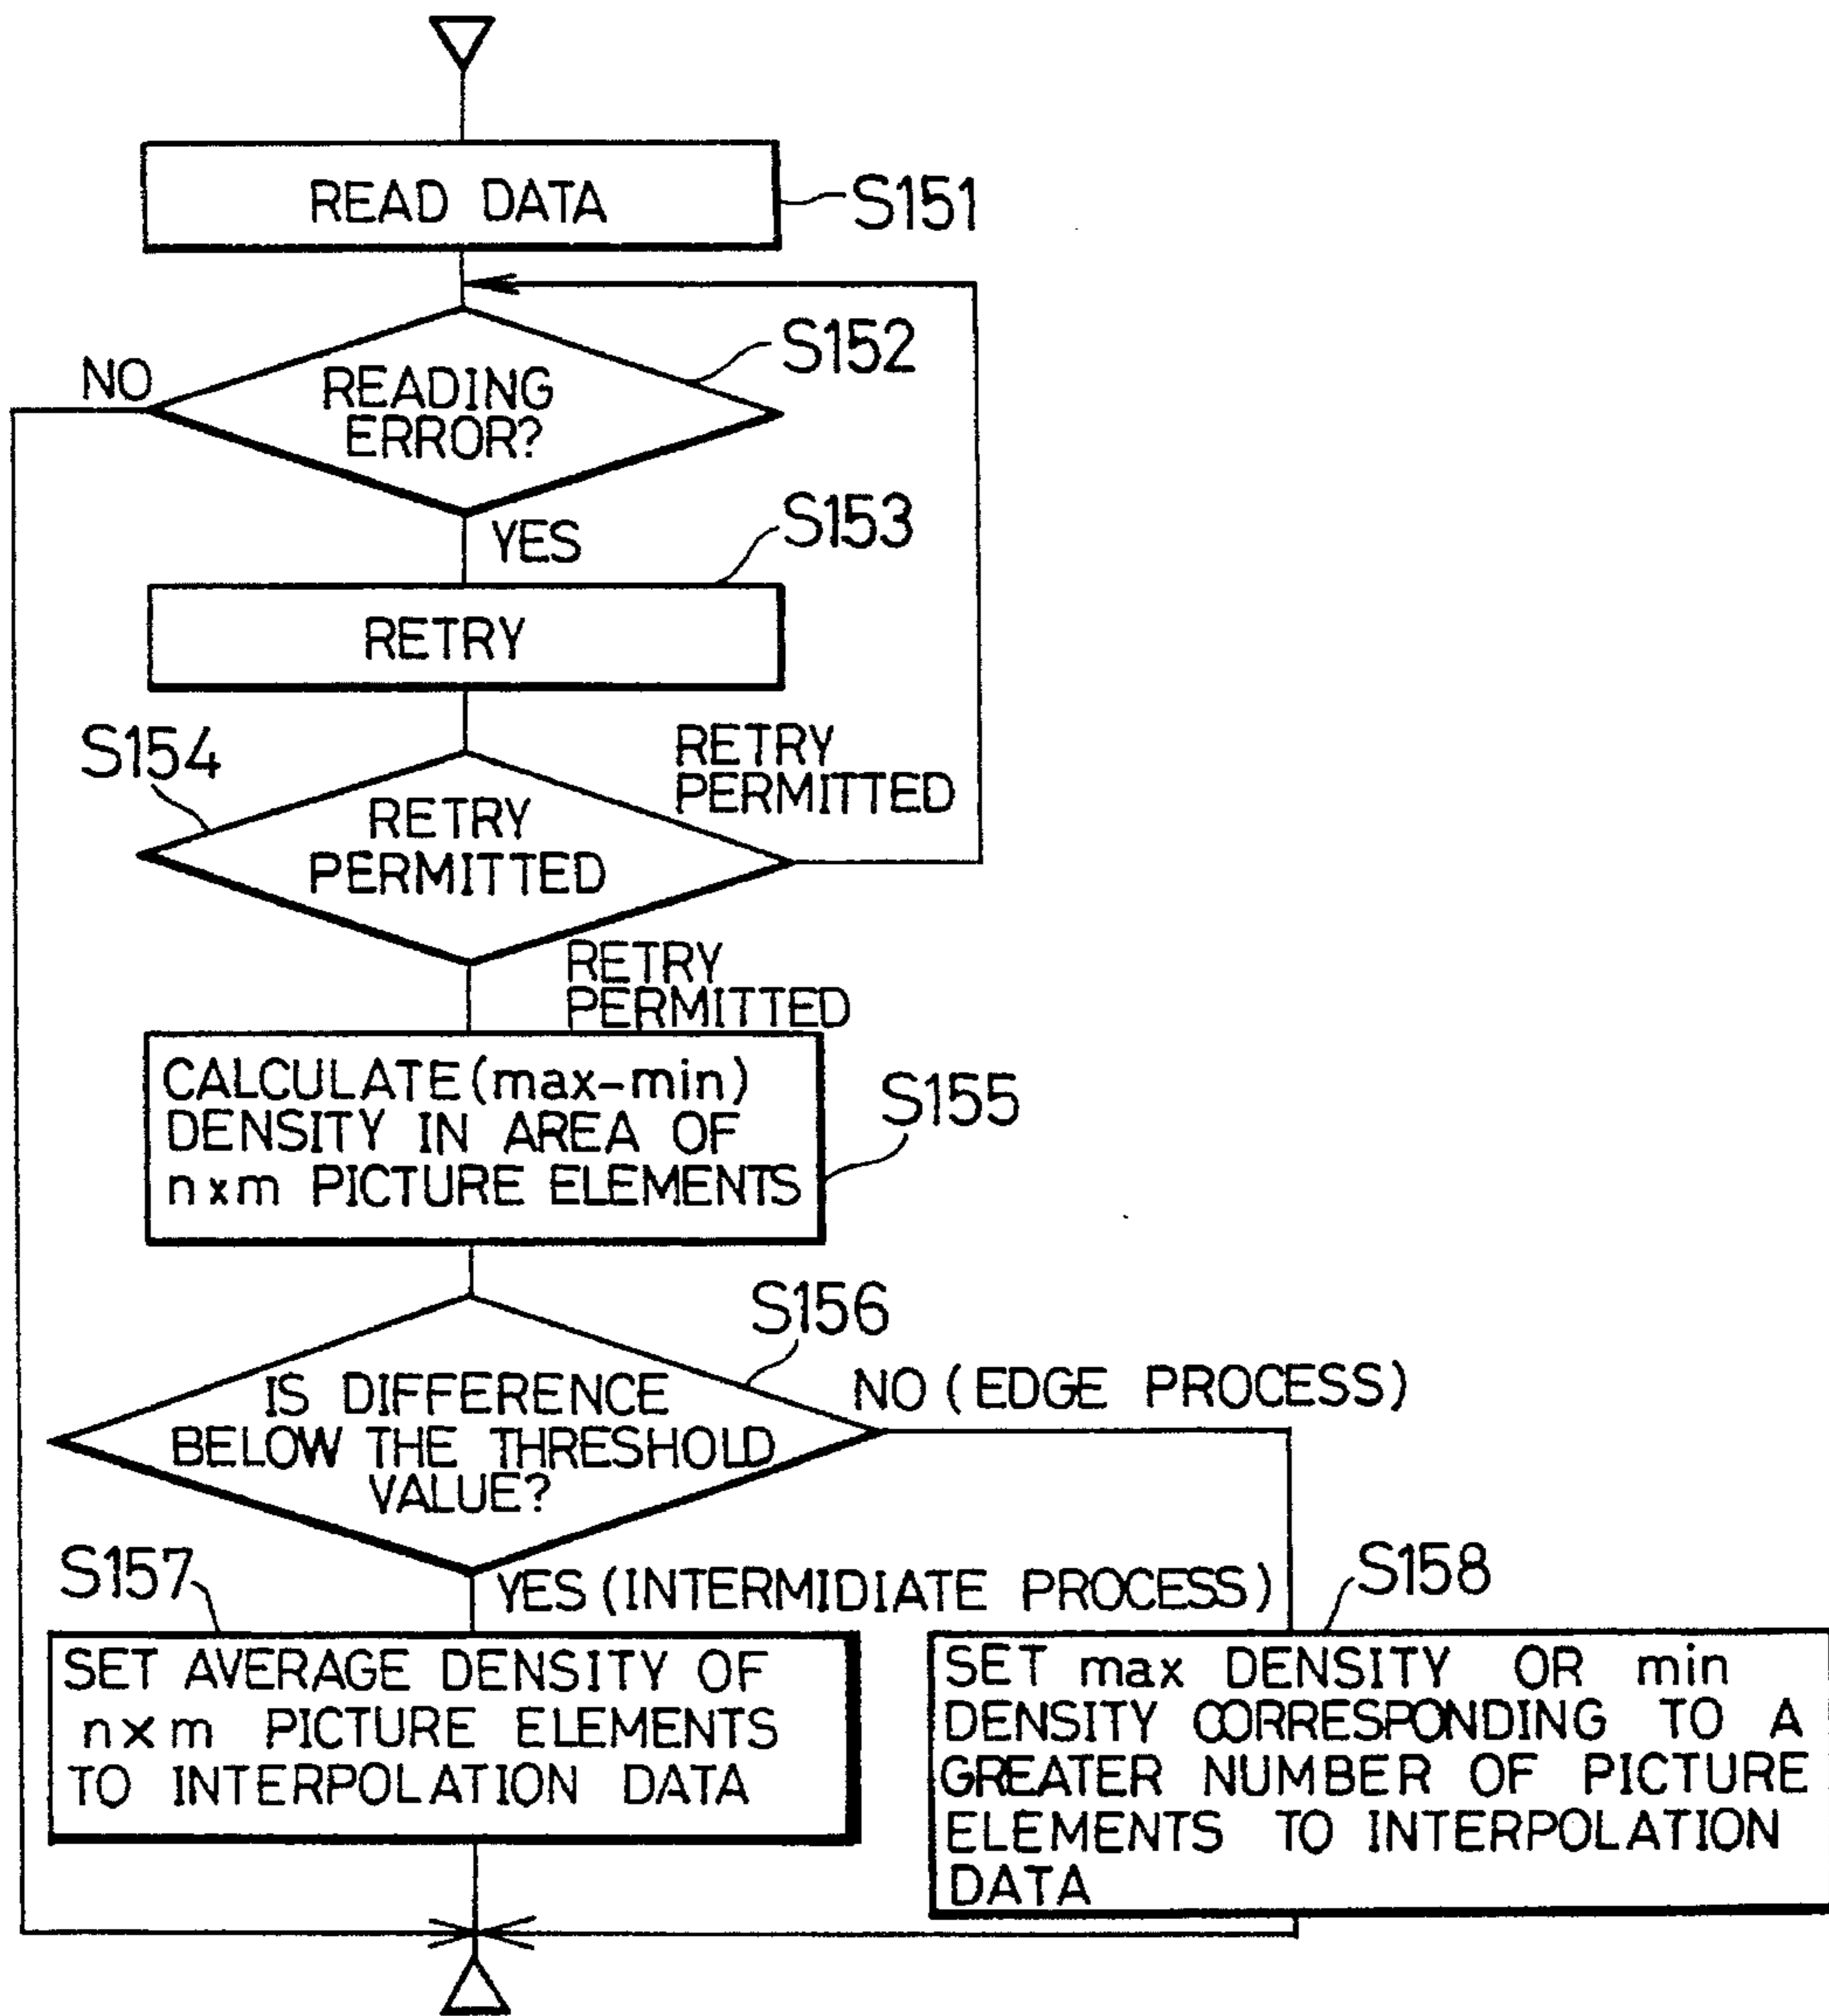 READ DATA
S151
S152
NO
READING
ERROR?
YES
S153
RETRY
S154
RETRY
PERMITTED
RETRY
PERMITTED
RETRY
PERMITTED
CALCULATE (max-min)
DENSITY IN AREA OF
n×m PICTURE ELEMENTS
S155
S156
IS DIFFERENCE
BELOW THE THRESHOLD
VALUE?
NO (EDGE PROCESS)
YES (INTERMIDIATE PROCESS)
S157
SET AVERAGE DENSITY OF
n×m PICTURE ELEMENTS
TO INTERPOLATION DATA
S158
SET max DENSITY OR min
DENSITY CORRESPONDING TO A
GREATER NUMBER OF PICTURE
ELEMENTS TO INTERPOLATION
DATA